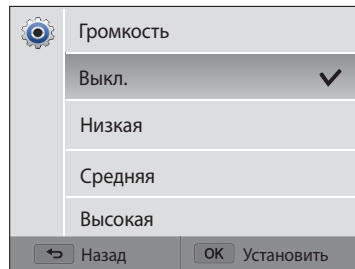 Громкость
Выкл.
Низкая
Средняя
Высокая
Назад
OK Установить